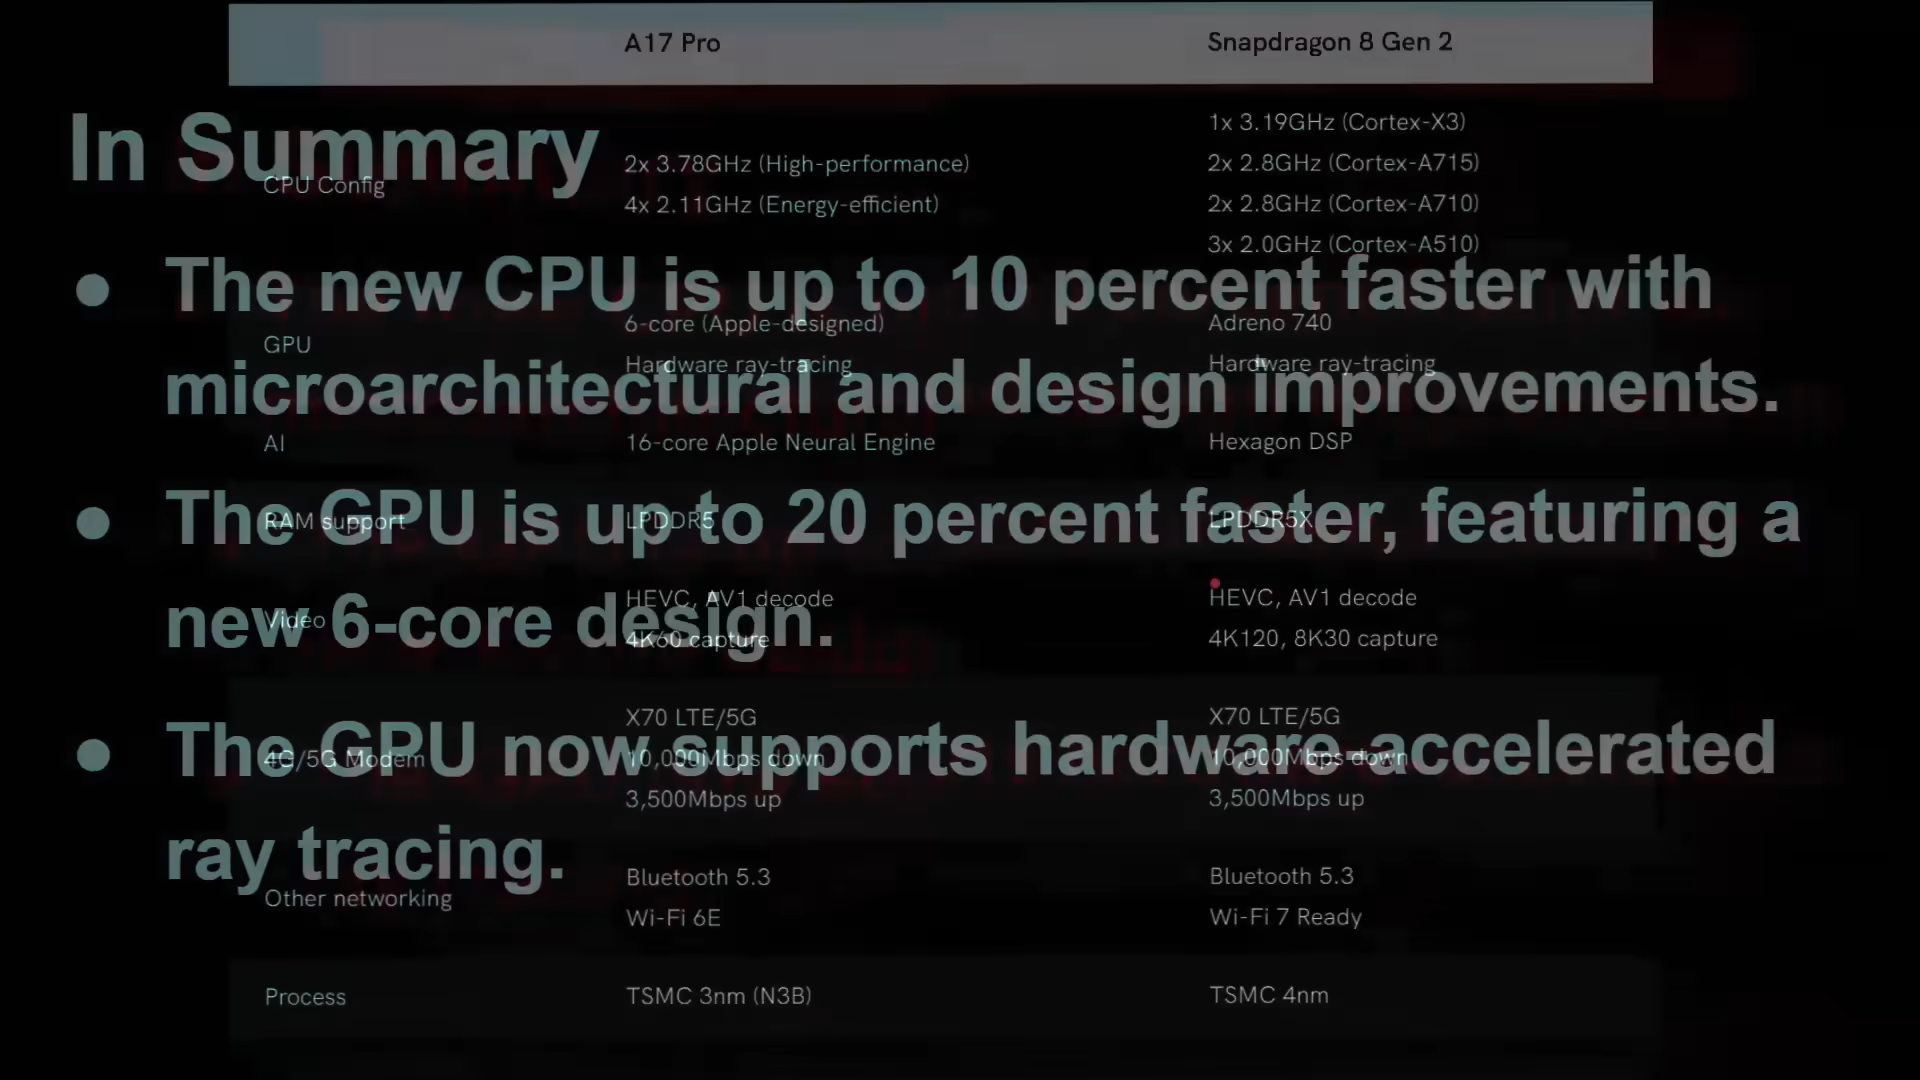 A17 Pro
Snapdragon 8 Gen 2
In Summary
CPU Config
2x 3.78GHz (High-performance)
4x 2.11GHz (Energy-efficient)
1x 3.19GHz (Cortex-X3)
2x 2.8GHz (Cortex-A715)
2x 2.8GHz (Cortex-A710)
3x 2.0GHz (Cortex-A510)
● The new CPU is up to 10 percent faster with
microarchitectural and design improvements.
GPU
6-core (Apple-designed)
Hardware ray-tracing
Adreno 740
Hardware ray-tracing
AI
16-core Apple Neural Engine
Hexagon DSP
● The GPU is up to 20 percent faster, featuring a
new 6-core design.
RAM support
LPDDR5
LPDDR5X
Video
HEVC, AV1 decode
4K60 capture
HEVC, AV1 decode
4K120, 8K30 capture
● The GPU now supports hardware-accelerated
ray tracing.
4G/5G Modem
X70 LTE/5G
10,000Mbps down
3,500Mbps up
X70 LTE/5G
10,000Mbps down
3,500Mbps up
Other networking
Bluetooth 5.3
Wi-Fi 6E
Bluetooth 5.3
Wi-Fi 7 Ready
Process
TSMC 3nm (N3B)
TSMC 4nm